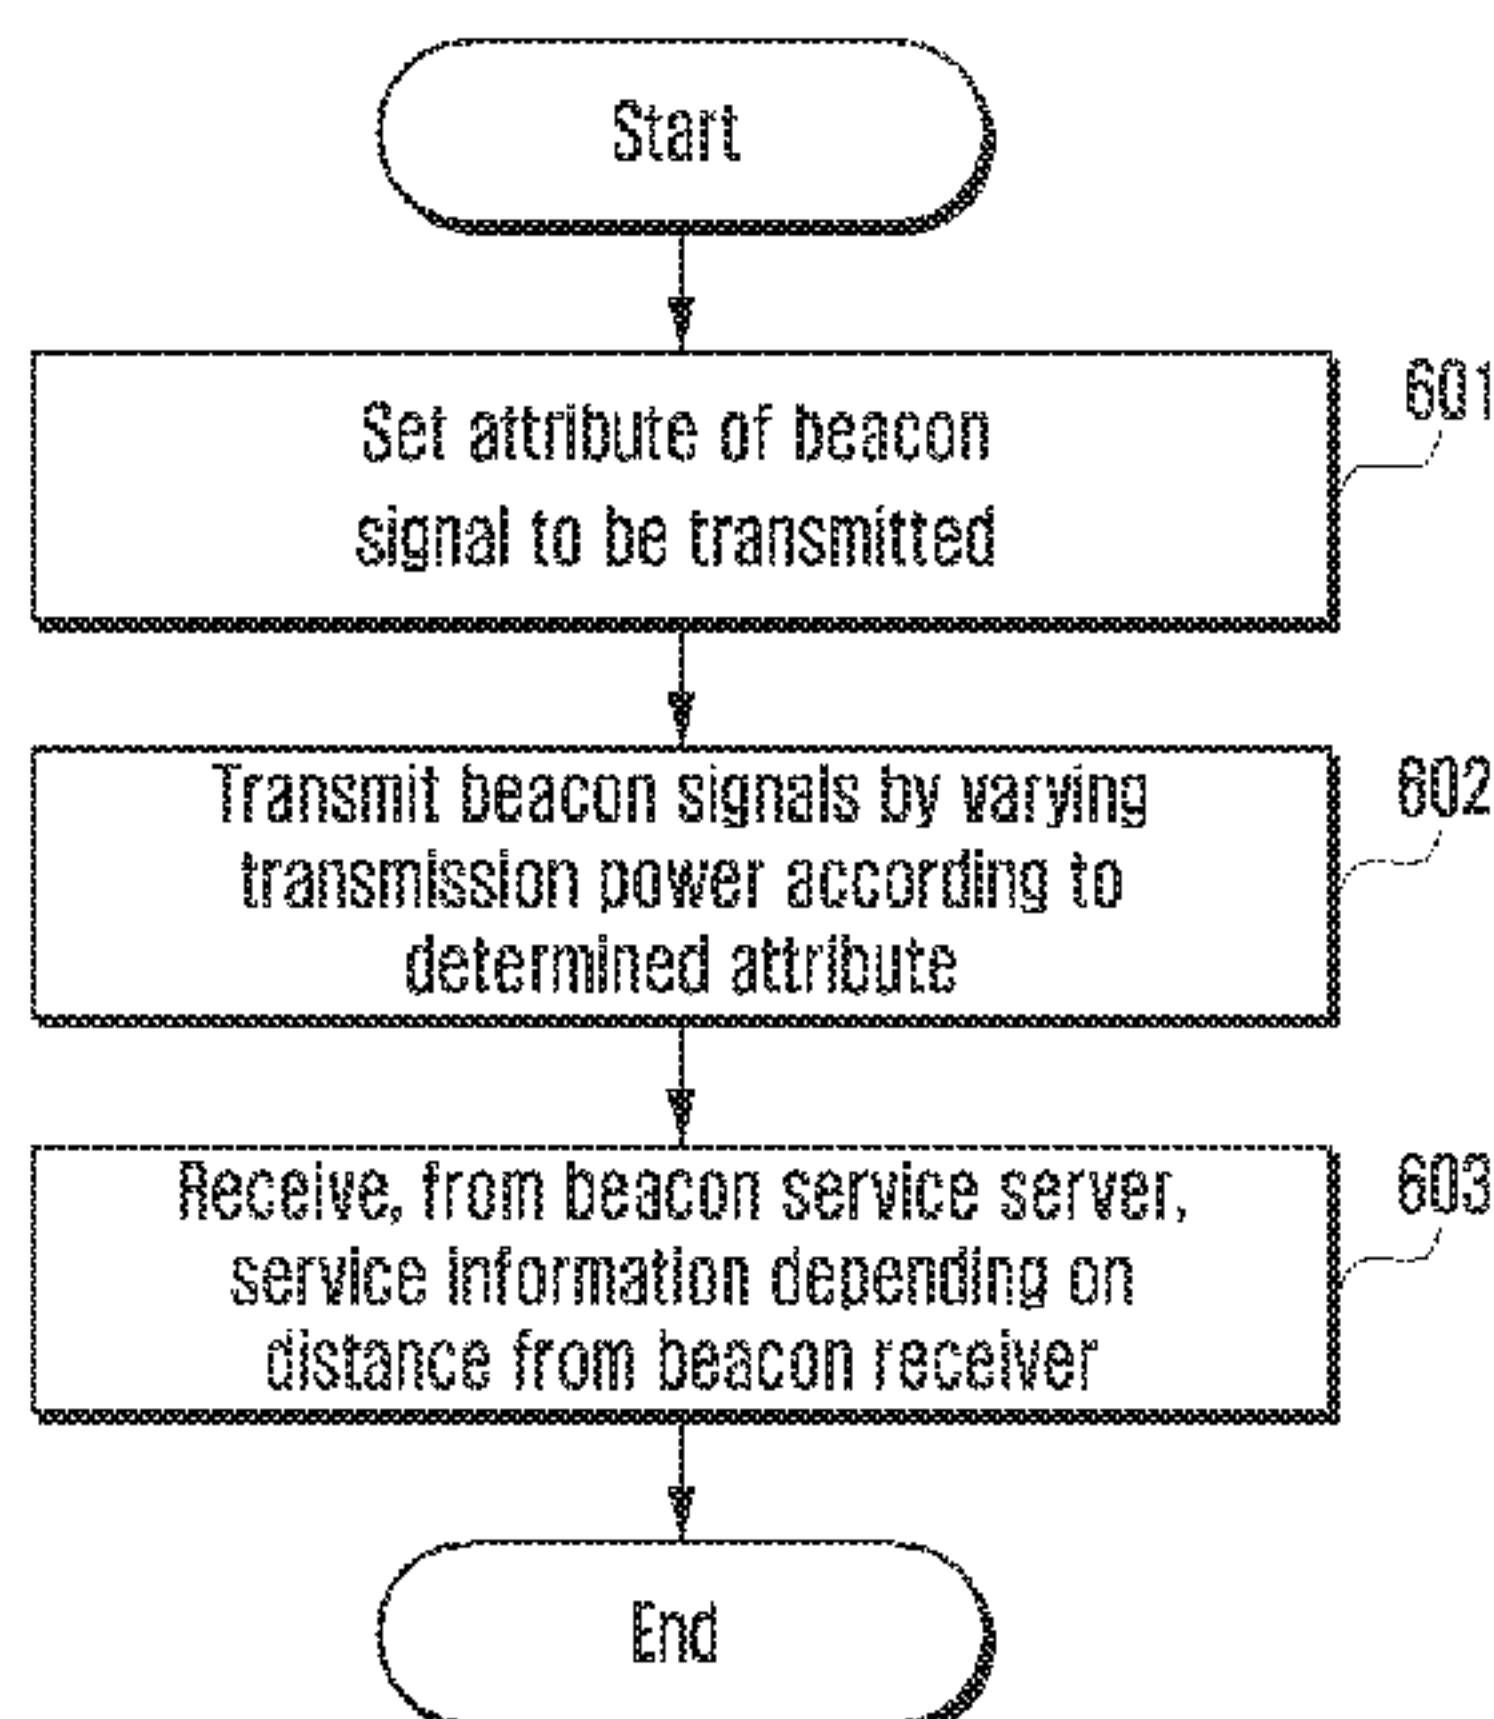 Start
601
Set attribute of beacon
signal to be transmitted
602
Transmit beacon signals by varying
transmission power according to
determined attribute
603
Receive, from beacon service server,
service information depending on
distance from beacon receiver
End